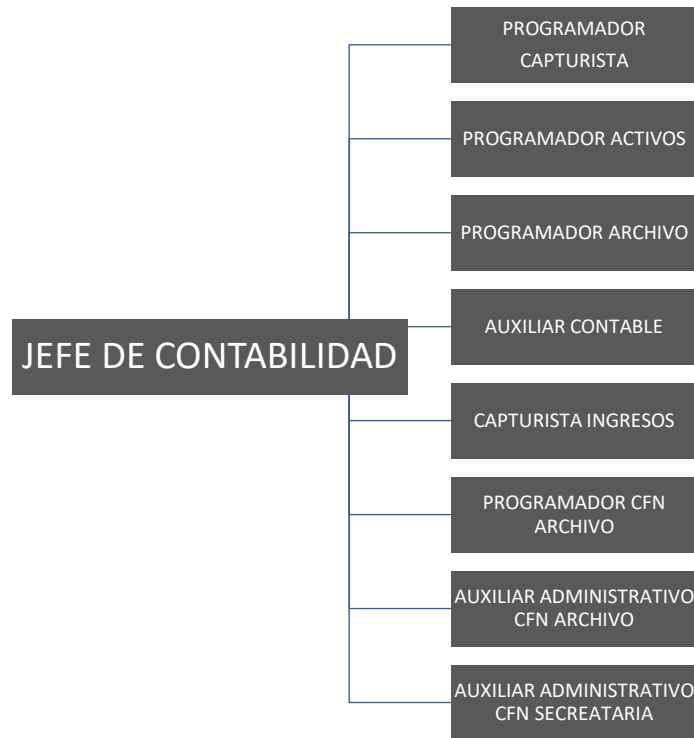 PROGRAMADOR
CAPTURISTA
PROGRAMADOR ACTIVOS
PROGRAMADOR ARCHIVO
JEFE DE CONTABILIDAD
AUXILIAR CONTABLE
CAPTURISTA INGRESOS
PROGRAMADOR CFN
ARCHIVO
AUXILIAR ADMINISTRATIVO
CFN ARCHIVO
AUXILIAR ADMINISTRATIVO
CFN SECREATARIA